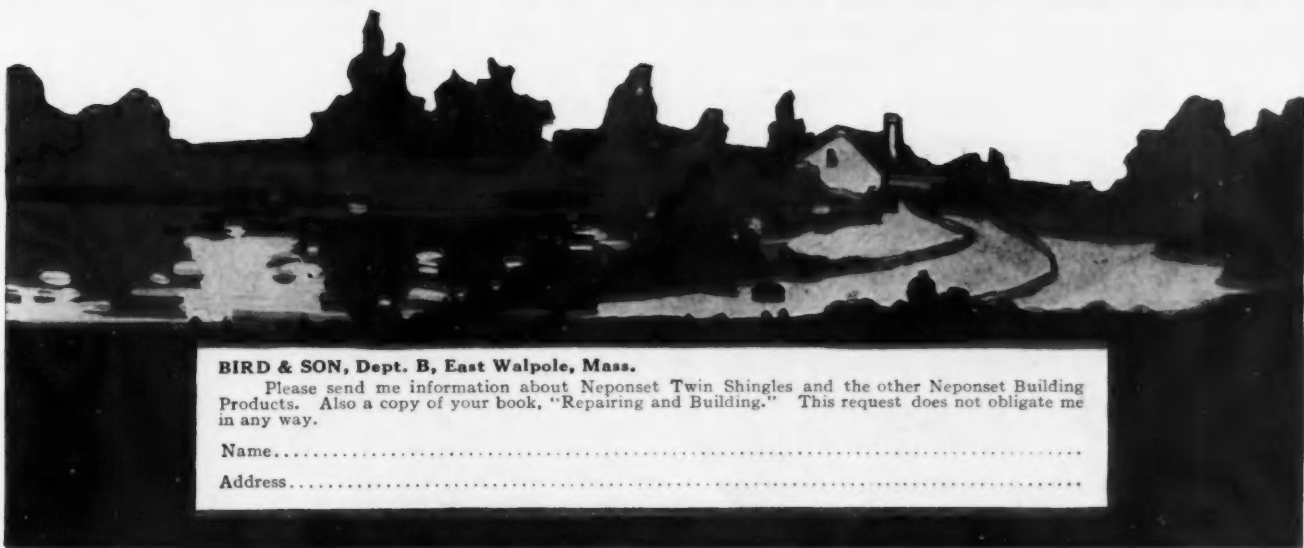 BIRD & SON, Dept. B, East Walpole, Mass.
Please send me information about Neponset Twin Shingles and the other Neponset Building
Products. Also a copy of your book, "Repairing and Building." This request does not obligate me
in any way.
Name................................................................................
Address................................................................................